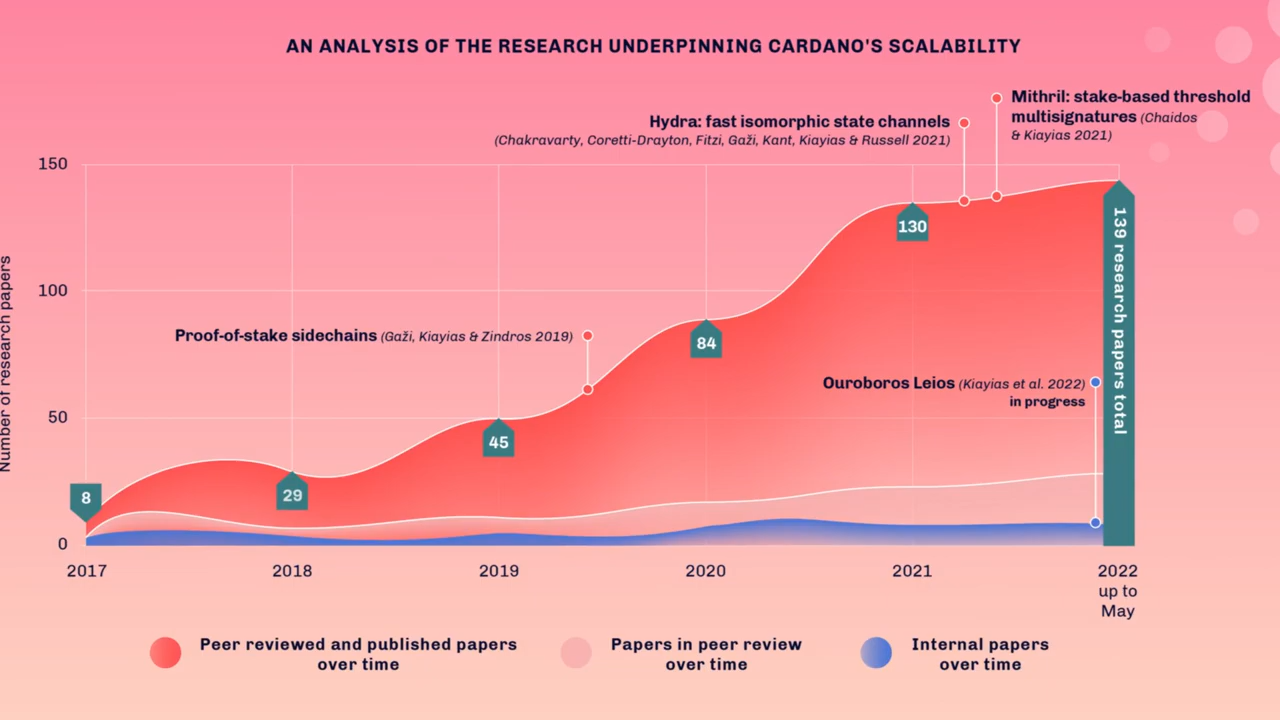 AN ANALYSIS OF THE RESEARCH UNDERPINNING CARDANO'S SCALABILITY
Mithril: stake-based threshold
multisignatures (Chaidos
& Kiayias 2021)
Hydra: fast isomorphic state channels
(Chakravarty, Coretti-Drayton, Fitzi, Gaži, Kant, Kiayias & Russell 2021)
Number of research papers
150
100
50
0
130
139 research papers total
Proof-of-stake sidechains (Gaži, Kiayias & Zindros 2019)
84
Ouroboros Leios (Kiayias et al. 2022)
in progress
45
8
29
2017
2018
2019
2020
2021
2022
up to
May
Peer reviewed and published papers
over time
Papers in peer review
over time
Internal papers
over time